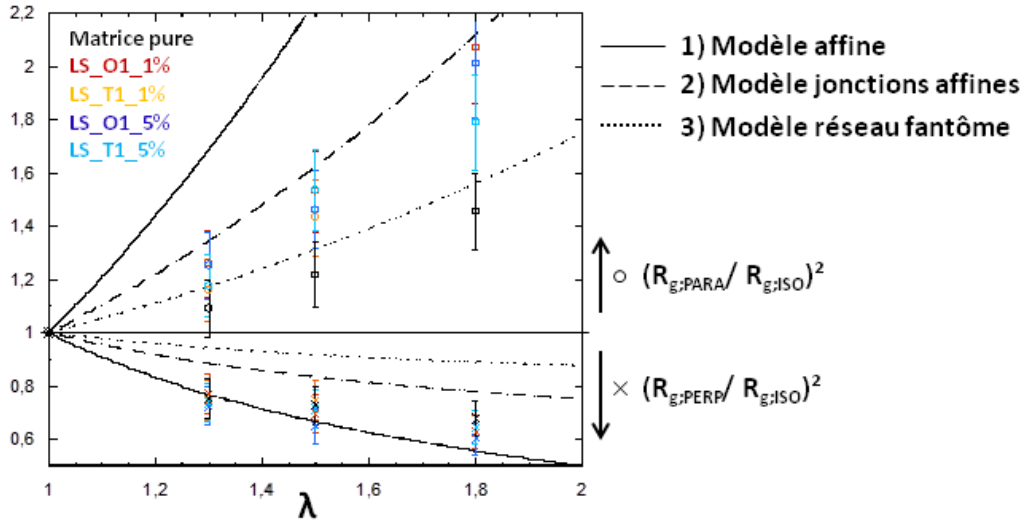 2,2
2
1,8
1,6
1,4
1,2
1
0,8
0,6
Matrice pure
LS_O1_1%
LS_T1_1%
LS_O1_5%
LS_T1_5%
1) Modèle affine
2) Modèle jonctions affines
3) Modèle réseau fantôme
(Rg;PARA/ Rg;ISO)2
(Rg;PERP/ Rg;ISO)2
1 1,2 1,4 1,6 1,8 2
λ